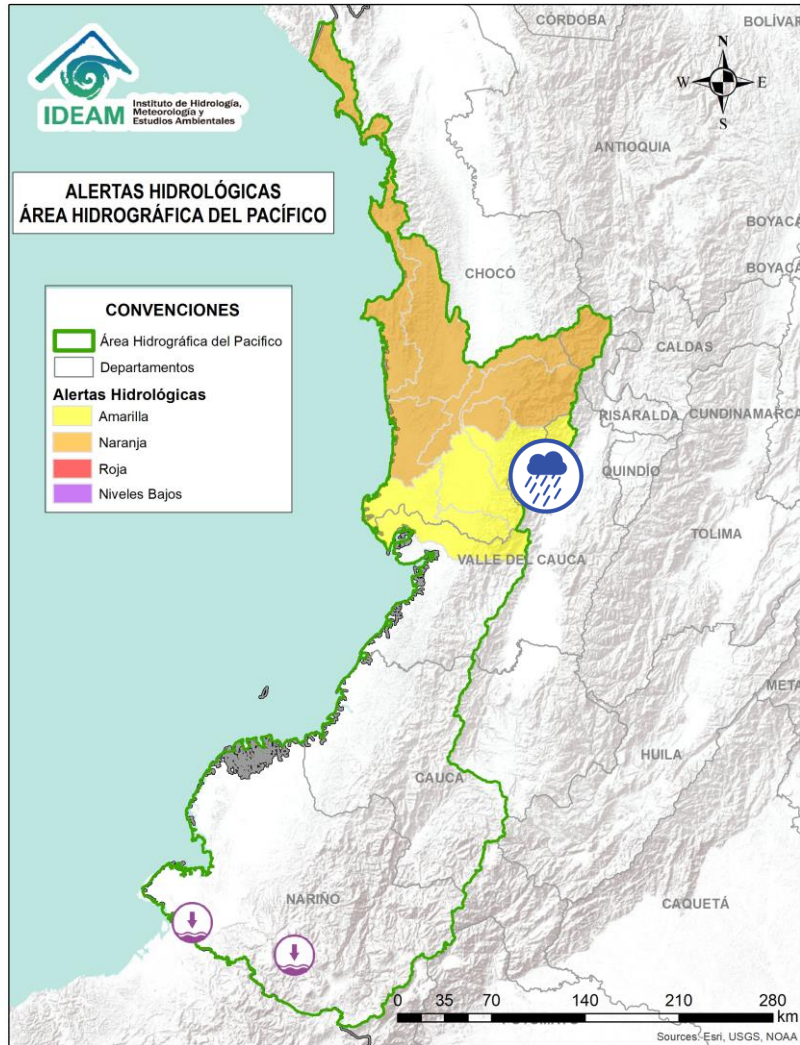 IDEAM
Instituto de Hidrología,
Meteorología y
Estudios Ambientales
ALERTAS HIDROLÓGICAS
ÁREA HIDROGRÁFICA DEL PACÍFICO
CONVENCIONES
Área Hidrográfica del Pacifico
Departamentos
Alertas Hidrológicas
Amarilla
Naranja
Roja
Niveles Bajos
CÓRDOBA
BOLÍVAR
N
W
E
S
ANTIOQUIA
BOYACÁ
BOYACÁ
CHOCÓ
CALDAS
RISARALDA
CUNDINAMARCA
QUINDÍO
TOLIMA
VALLE DEL CAUCA
META
HUILA
CAUCA
NARIÑO
CAQUETÁ
0 35 70 140 210 280
km
Sources: Esri, USGS, NOAA